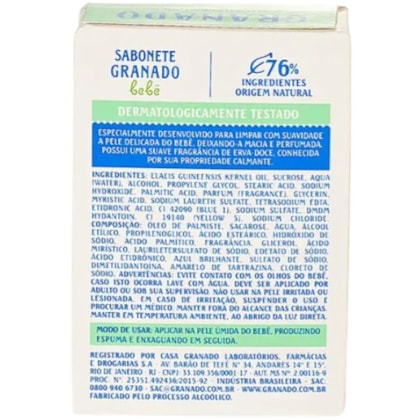 GRANADO
SABONETE
GRANADO
bebê
76%
INGREDIENTES
ORIGEM NATURAL
DERMATOLOGICAMENTE TESTADO
ESPECIALMENTE DESENVOLVIDO PARA LIMPAR COM SUAVIDADE
A PELE DELICADA DO BEBÊ, DEIXANDO-A MACIA E PERFUMADA.
POSSUI UMA SUAVE FRAGRÂNCIA DE ERVA DOCE, CONHECIDA
POR SUA PROPRIEDADE CALMANTE.
INGREDIENTES: ELAEIS GUINEENSIS KERNEL OIL, SUCROSE, AQUA
(WATER), ALCOHOL, PROPYLENE GLYCOL, STEARIC ACID, SODIUM
HYDROXIDE, PALMITIC ACID, PARFUM (FRAGRANCE), GLYCERIN,
MYRISTIC ACID, SODIUM LAURETH SULFATE, TETRASODIUM EDTA,
ETIDRONIC ACID, CI 42090 (BLUE 1), SODIUM SULFATE, DMDM
HYDANTOIN, CI 19140 (YELLOW 5), SODIUM CHLORIDE.
COMPOSIÇÃO: ÓLEO DE PALMISTE, SACAROSE, ÁGUA, ÁLCOOL
ETÍLICO, PROPILENOGLICOL, ÁCIDO ESTEÁRICO, HIDRÓXIDO DE
SÓDIO, ÁCIDO PALMÍTICO, FRAGRÂNCIA, GLICEROL, ÁCIDO
MIRÍSTICO, LAURILETERSULFATO DE SÓDIO, EDETATO DE SÓDIO,
ÁCIDO ETIDRÔNICO, AZUL BRILHANTE, SULFATO DE SÓDIO,
DIMETILIDANTOÍNA, AMARELO DE TARTRAZINA, CLORETO DE
SÓDIO. ADVERTÊNCIAS: EVITE CONTATO COM OS OLHOS DO BEBÊ.
CASO ISTO OCORRA LAVE COM ÁGUA. DEVE SER APLICADO POR
ADULTO OU SOB SUA SUPERVISÃO. NÃO USAR NA PELE IRRITADA OU
LESIONADA. EM CASO DE IRRITAÇÃO, SUSPENDER O USO E
PROCURAR UM MÉDICO. MANTER FORA DO ALCANCE DAS CRIANÇAS.
MANTER EM TEMPERATURA AMBIENTE, AO ABRIGO DA LUZ DIRETA.
MODO DE USAR: APLICAR NA PELE ÚMIDA DO BEBÊ, PRODUZINDO
ESPUMA E ENXAGUANDO EM SEGUIDA.
REGISTRADO POR CASA GRANADO LABORATÓRIOS, FARMÁCIAS
E DROGARIAS S.A. - AV. BARÃO DE TEFÉ Nº 34, ANDARES 14º E 15º
RIO DE JANEIRO - RJ - CNPJ 33.109.356/0001-17 AUT. MS Nº 2.00116-9
PROC. Nº 25351.492436/2015-92 - INDÚSTRIA BRASILEIRA - SAC:
0800 940 6730 - SAC@GRANADO.COM.BR - WWW.GRANADO.COM.BR
FABRICADO PELO PROCESSO ALCOÓLICO.